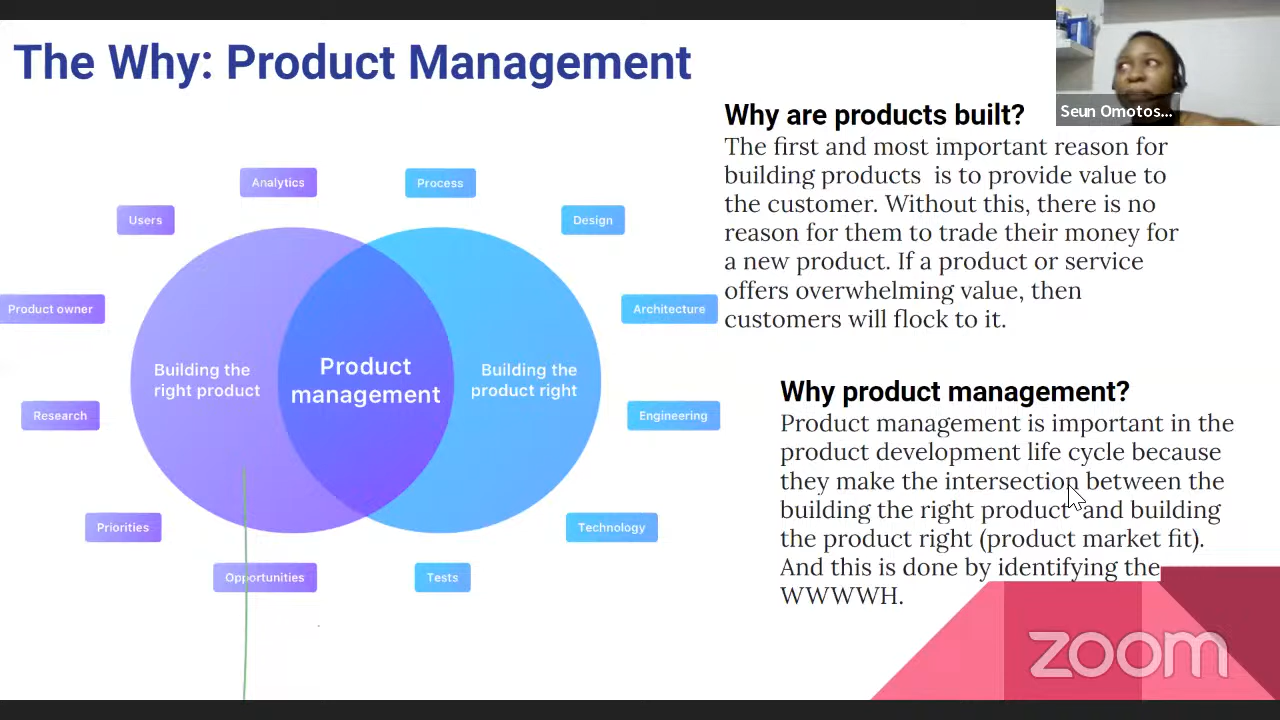 The Why: Product Management
Seun Omotos...
Analytics
Process
Users
Design
Product owner
Architecture
Building the
right product
Product
management
Building the
product right
Research
Engineering
Priorities
Technology
Opportunities
Tests
Why are products built?
The first and most important reason for
building products is to provide value to
the customer. Without this, there is no
reason for them to trade their money for
a new product. If a product or service
offers overwhelming value, then
customers will flock to it.
Why product management?
Product management is important in the
product development life cycle because
they make the intersection between the
building the right product and building
the product right (product market fit).
And this is done by identifying the
WWWWH.
zoom